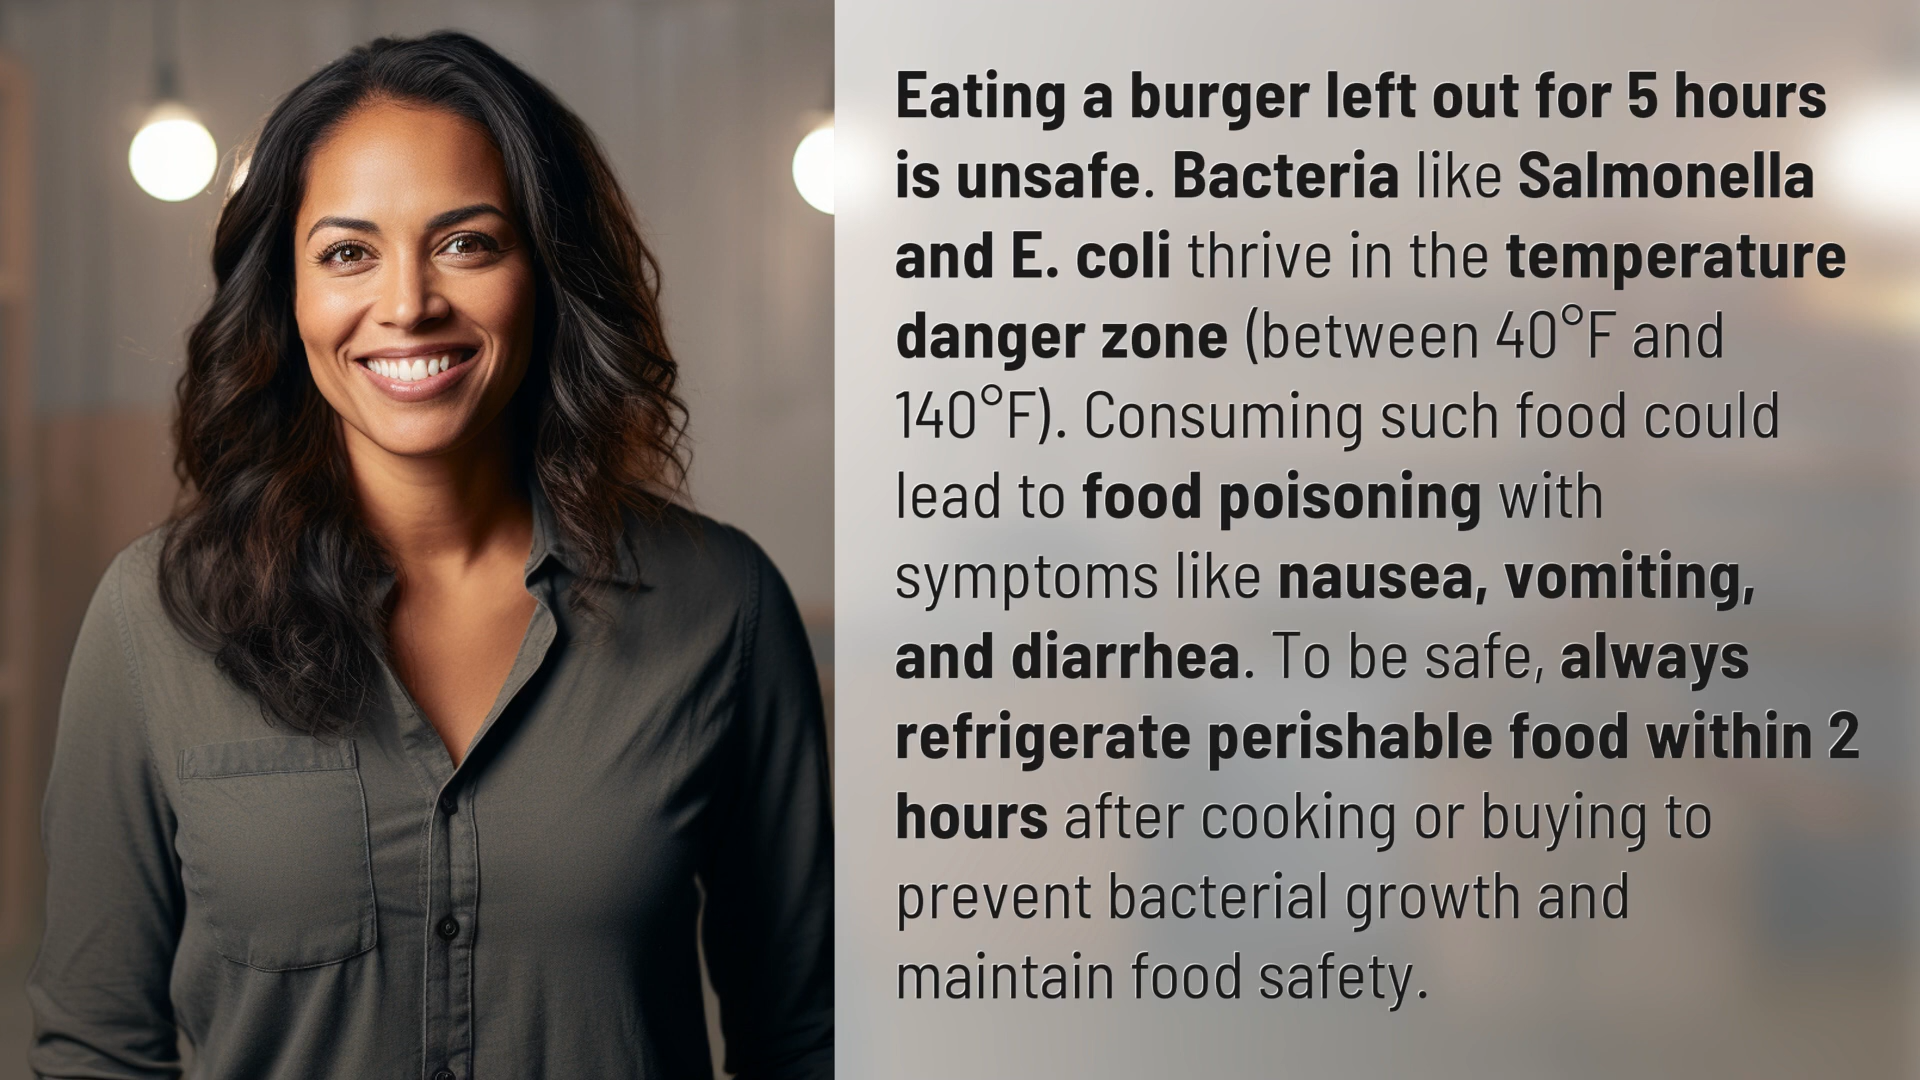 Eating a burger left out for 5 hours
is unsafe. Bacteria like Salmonella
and E. coli thrive in the temperature
danger zone (between 40°F and
140°F). Consuming such food could
lead to food poisoning with
symptoms like nausea, vomiting,
and diarrhea. To be safe, always
refrigerate perishable food within 2
hours after cooking or buying to
prevent bacterial growth and
maintain food safety.